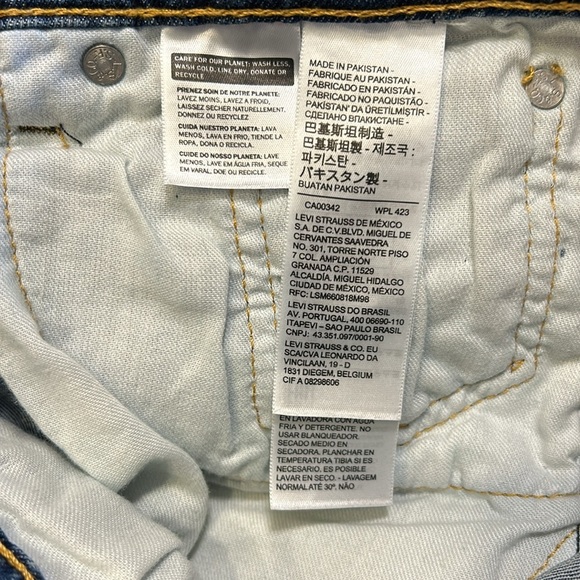 CARE FOR OUR PLANET: WASH LESS,
WASH COLD, LINE DRY, DONATE OR
RECYCLE
PRENEZ SOIN DE NOTRE PLANETE:
LAVEZ MOINS, LAVEZ A FROID,
LAISSEZ SECHER NATURELLEMENT.
DONNEZ OU RECYCLEZ
CUIDA NUESTRO PLANETA: LAVA
MENOS, LAVA EN FRIO, TIENDE LA
ROPA, DONA O RECICLA.
CUIDE DO NOSSO PLANETA: LAVE
MENOS, LAVE EM ÁGUA FRIA, SEQUE
EM VARAL, DOE OU RECICLE.
MADE IN PAKISTAN -
FABRIQUE AU PAKISTAN -
FABRICADO EN PAKISTÁN -
FABRICADO NO PAQUISTÃO -
PAKİSTAN'DA ÜRETİLMİŞTİR -
СДЕЛАНО ВПАКИСТАНЕ -
巴基斯坦制造 -
巴基斯坦製 - 제조국 :
파키스탄 -
パキスタン製 -
BUATAN PAKISTAN
CA00342 WPL 423
LEVI STRAUSS DE MÉXICO
S.A. DE C.V.BLVD. MIGUEL DE
CERVANTES SAAVEDRA
NO. 301, TORRE NORTE PISO
7 COL. AMPLIACIÓN
GRANADA C.P. 11529
ALCALDÍA. MIGUEL HIDALGO
CIUDAD DE MÉXICO, MÉXICO
RFC: LSM660818M98
LEVI STRAUSS DO BRASIL
AV. PORTUGAL, 400 06690-110
ITAPEVI – SAO PAULO BRASIL
CNPJ: 43.351.097/0001-90
LEVI STRAUSS & CO. EU
SCA/CVA LEONARDO DA
VINCILAAN, 19 - D
1831 DIEGEM, BELGIUM
CIF A 08298606
EN LAVADORA CON AGUA
FRIA Y DETERGENTE. NO
USAR BLANQUEADOR.
SECADO MEDIO EN
SECADORA. PLANCHAR EN
TEMPERATURA TIBIA SI ES
NECESARIO. ES POSIBLE
LAVAR EN SECO. - LAVAGEM
NORMAL ATÉ 30º. NÃO